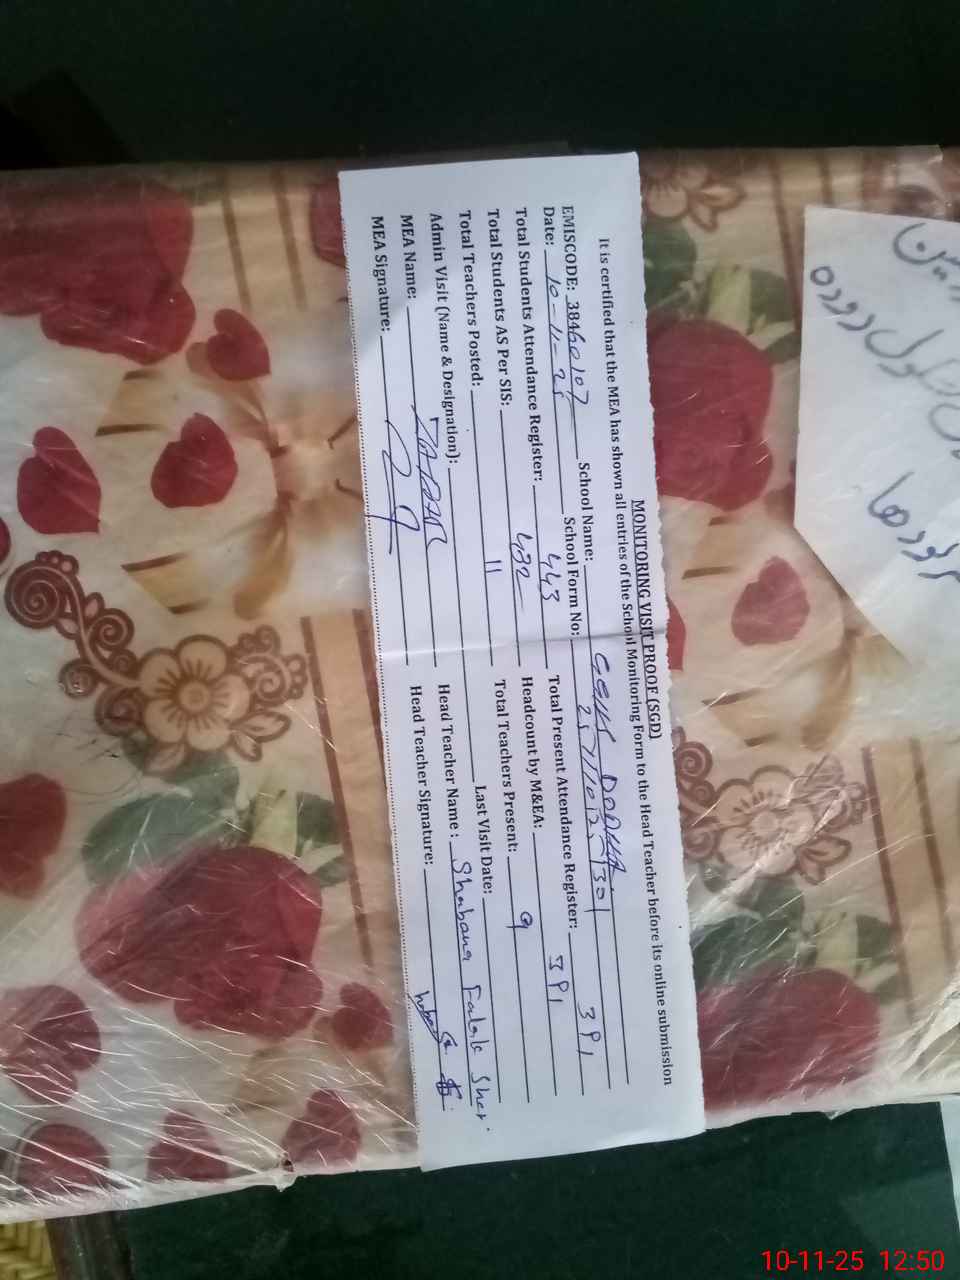 MONITORING VISIT PROOF (SGD)
It is certified that the MEA has shown all entries of the School Monitoring Form to the Head Teacher before its online submission
EMISCODE: 38460107 School Name: GGHS DODHA
Date: 10-11-25 School Form No:
Total Students Attendance Register: 443 Total Present Attendance Register: 391
Total Students AS Per SIS: 432 Headcount by M&EA: 391
Total Teachers Posted: 11 Total Teachers Present: 9
Admin Visit (Name & Designation): Last Visit Date:
MEA Name: ZAFAR Head Teacher Name : Shabana Falak Sher
MEA Signature: Head Teacher Signature:
دودہ
سرگودھا
10-11-25 12:50